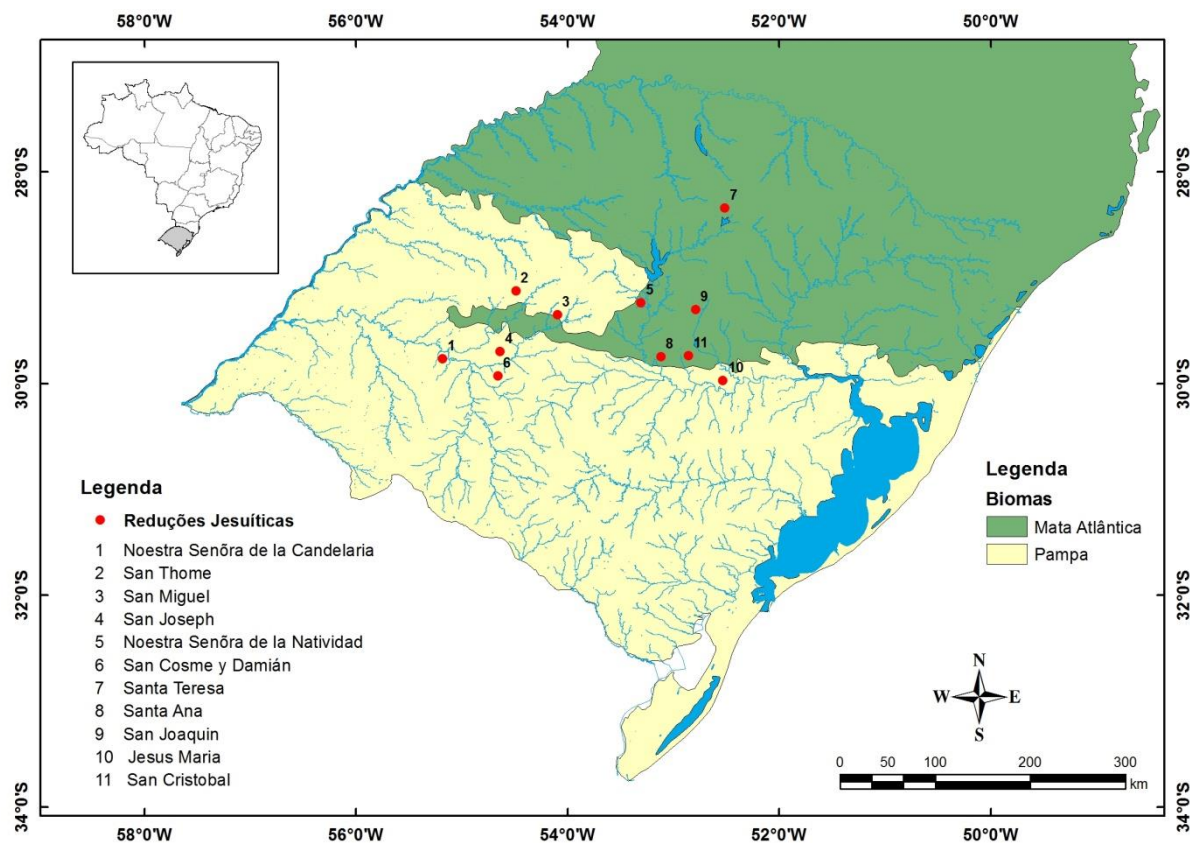 58°0'W 56°0'W 54°0'W 52°0'W 50°0'W
28°0'S 28°0'S
7
2
3
5
9
1
4
6
8
11
10
30°0'S 30°0'S
Legenda
Reduções Jesuíticas
1 Noestra Senõra de la Candelaria
2 San Thome
3 San Miguel
4 San Joseph
5 Noestra Senõra de la Natividad
6 San Cosme y Damián
7 Santa Teresa
8 Santa Ana
9 San Joaquin
10 Jesus Maria
11 San Cristobal
Legenda
Biomas
Mata Atlântica
Pampa
32°0'S 32°0'S
N
W E
S
0 50 100 200 300
km
34°0'S 34°0'S
58°0'W 56°0'W 54°0'W 52°0'W 50°0'W